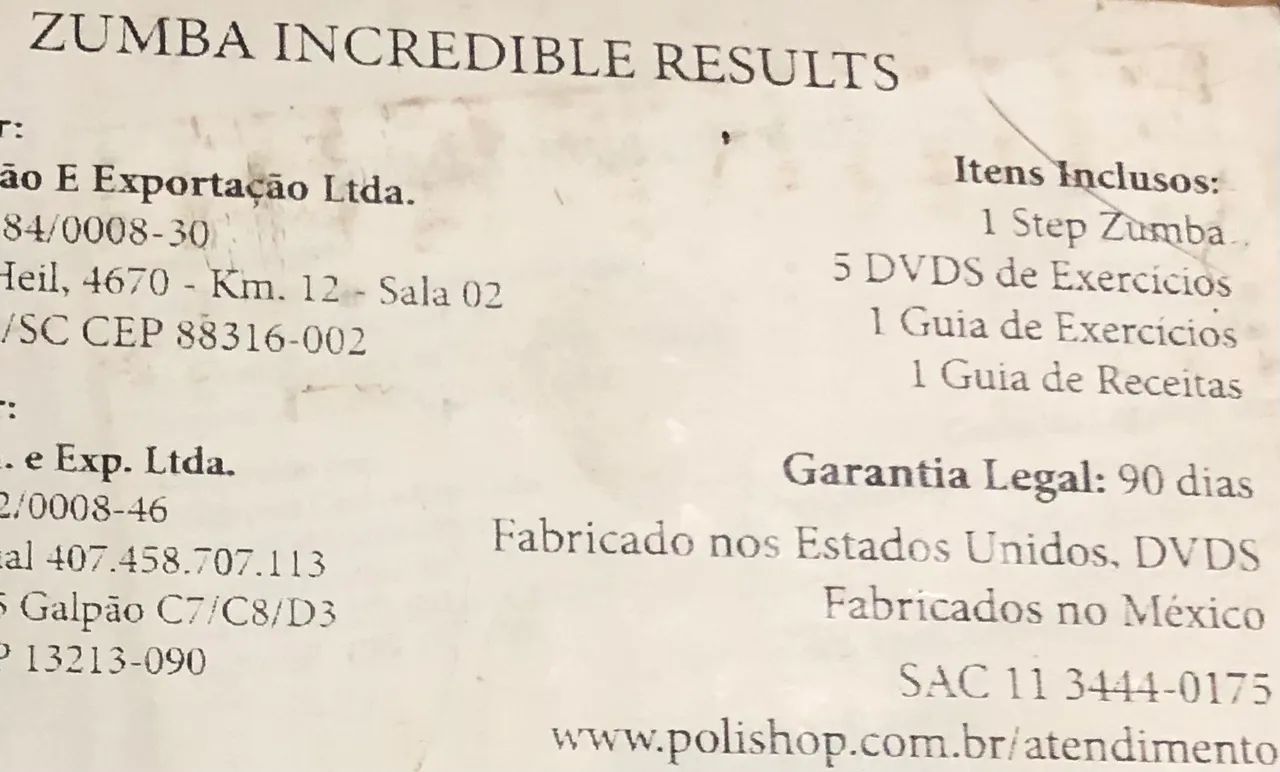 ZUMBA INCREDIBLE RESULTS
r:
ão E Exportação Ltda.
84/0008-30
Heil, 4670 - Km. 12 - Sala 02
/SC CEP 88316-002
r:
. e Exp. Ltda.
2/0008-46
al 407.458.707.113
5 Galpão C7/C8/D3
P 13213-090
Itens Inclusos:
1 Step Zumba
5 DVDS de Exercícios
1 Guia de Exercícios
1 Guia de Receitas
Garantia Legal: 90 dias
Fabricado nos Estados Unidos, DVDS
Fabricados no México
SAC 11 3444-0175
www.polishop.com.br/atendimento